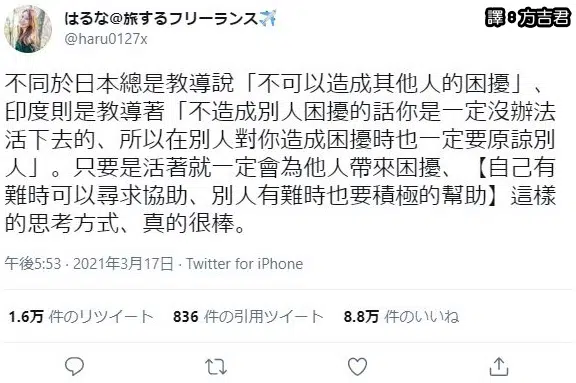 はるな@旅するフリーランス✈️
譯:方吉君
@haru0127x
不同於日本總是教導說「不可以造成其他人的困擾」、
印度則是教導著「不造成別人困擾的話你是一定沒辦法
活下去的、所以在別人對你造成困擾時也一定要原諒別
人」。只要是活著就一定會為他人帶來困擾、【自己有
難時可以尋求協助、別人有難時也要積極的幫助】這樣
的思考方式、真的很棒。
午後5:53 · 2021年3月17日 · Twitter for iPhone
1.6万 件のリツイート 836 件の引用ツイート 8.8万 件のいいね